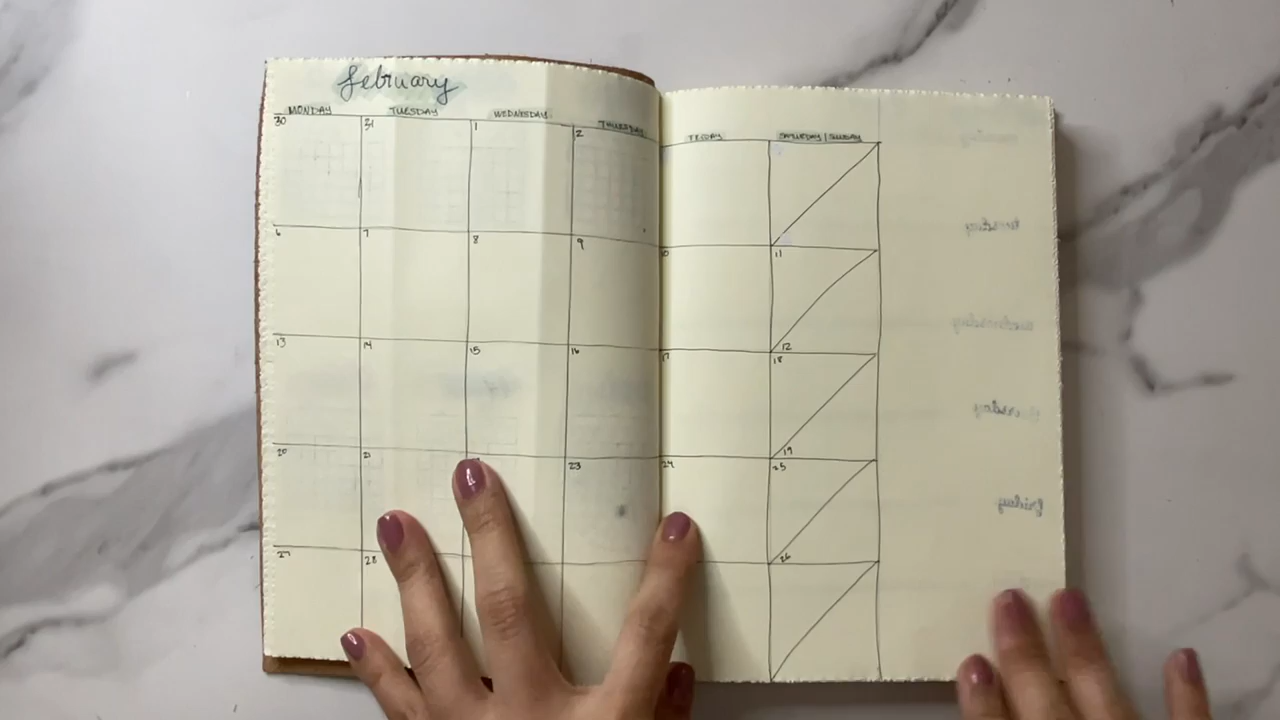 february
MONDAY TUESDAY WEDNESDAY THURSDAY FRIDAY SATURDAY | SUNDAY
30 31 1 2
6 7 8 9 10 11
12
13 14 15 16 17 18
19
20 21 23 24 25
26
27 28
tuesday
wednesday
thursday
friday